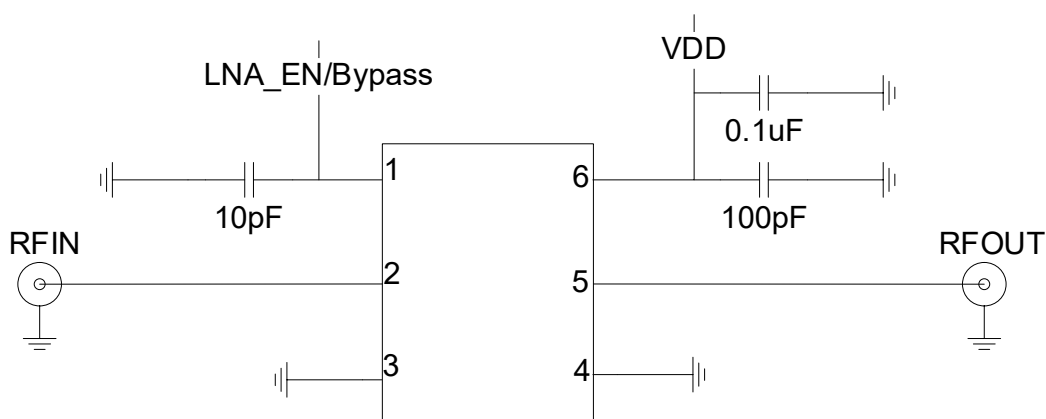 VDD
LNA_EN/Bypass
0.1uF
1
6
10pF
100pF
RFIN
RFOUT
2
5
3
4